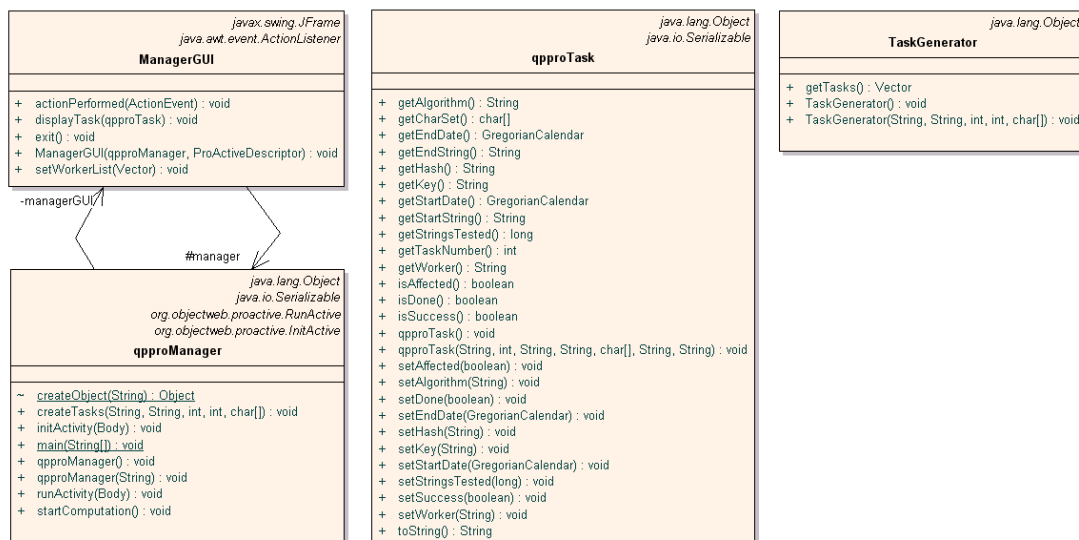 javax.swing.JFrame
java.awt.event.ActionListener
ManagerGUI
+ actionPerformed(ActionEvent) : void
+ displayTask(qpproTask) : void
+ exit() : void
+ ManagerGUI(qpproManager, ProActiveDescriptor) : void
+ setWorkerList(Vector) : void
-managerGUI
#manager
java.lang.Object
java.io.Serializable
org.objectweb.proactive.RunActive
org.objectweb.proactive.InitActive
qpproManager
~ createObject(String) : Object
+ createTasks(String, String, int, int, char[]) : void
+ initActivity(Body) : void
+ main(String[]) : void
+ qpproManager() : void
+ qpproManager(String) : void
+ runActivity(Body) : void
+ startComputation() : void
java.lang.Object
java.io.Serializable
qpproTask
+ getAlgorithm() : String
+ getCharSet() : char[]
+ getEndDate() : GregorianCalendar
+ getEndString() : String
+ getHash() : String
+ getKey() : String
+ getStartDate() : GregorianCalendar
+ getStartString() : String
+ getStringsTested() : long
+ getTaskNumber() : int
+ getWorker() : String
+ isAffected() : boolean
+ isDone() : boolean
+ isSuccess() : boolean
+ qpproTask() : void
+ qpproTask(String, int, String, String, char[], String, String) : void
+ setAffected(boolean) : void
+ setAlgorithm(String) : void
+ setDone(boolean) : void
+ setEndDate(GregorianCalendar) : void
+ setHash(String) : void
+ setKey(String) : void
+ setStartDate(GregorianCalendar) : void
+ setStringsTested(long) : void
+ setSuccess(boolean) : void
+ setWorker(String) : void
+ toString() : String
java.lang.Object
TaskGenerator
+ getTasks() : Vector
+ TaskGenerator() : void
+ TaskGenerator(String, String, int, int, char[]) : void